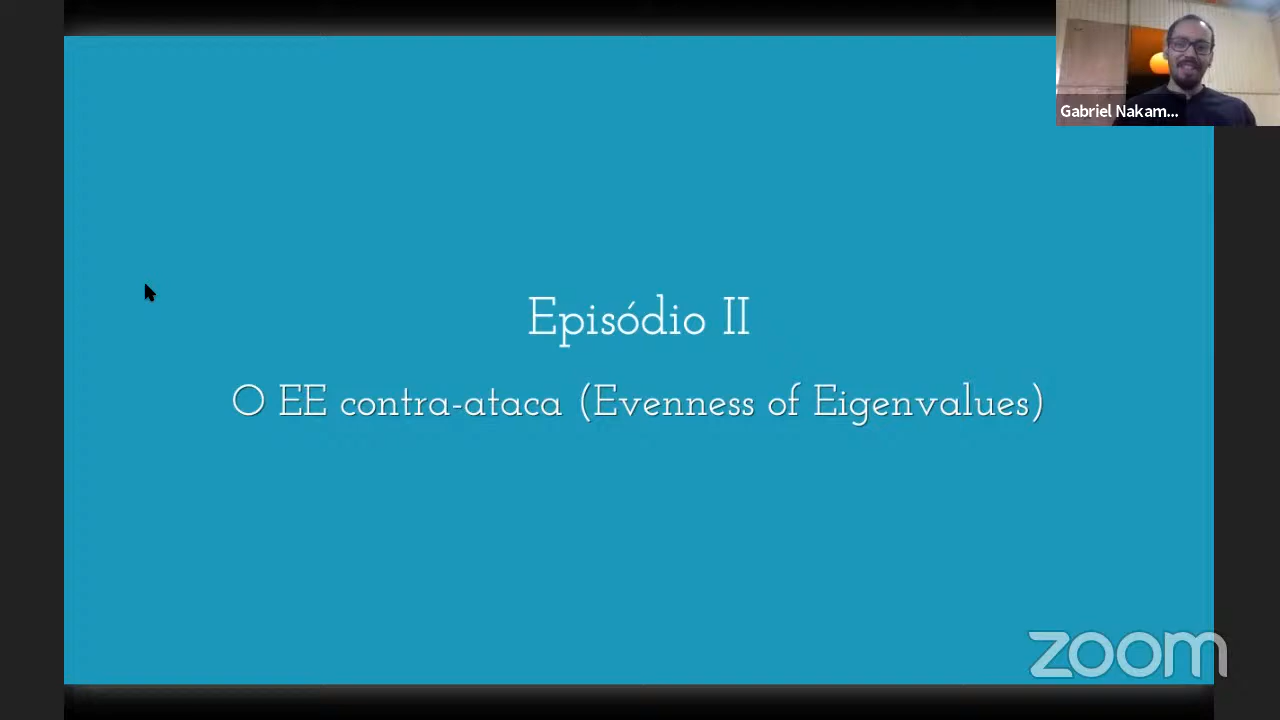 Gabriel Nakam...
Episódio II
O EE contra-ataca (Evenness of Eigenvalues)
zoom